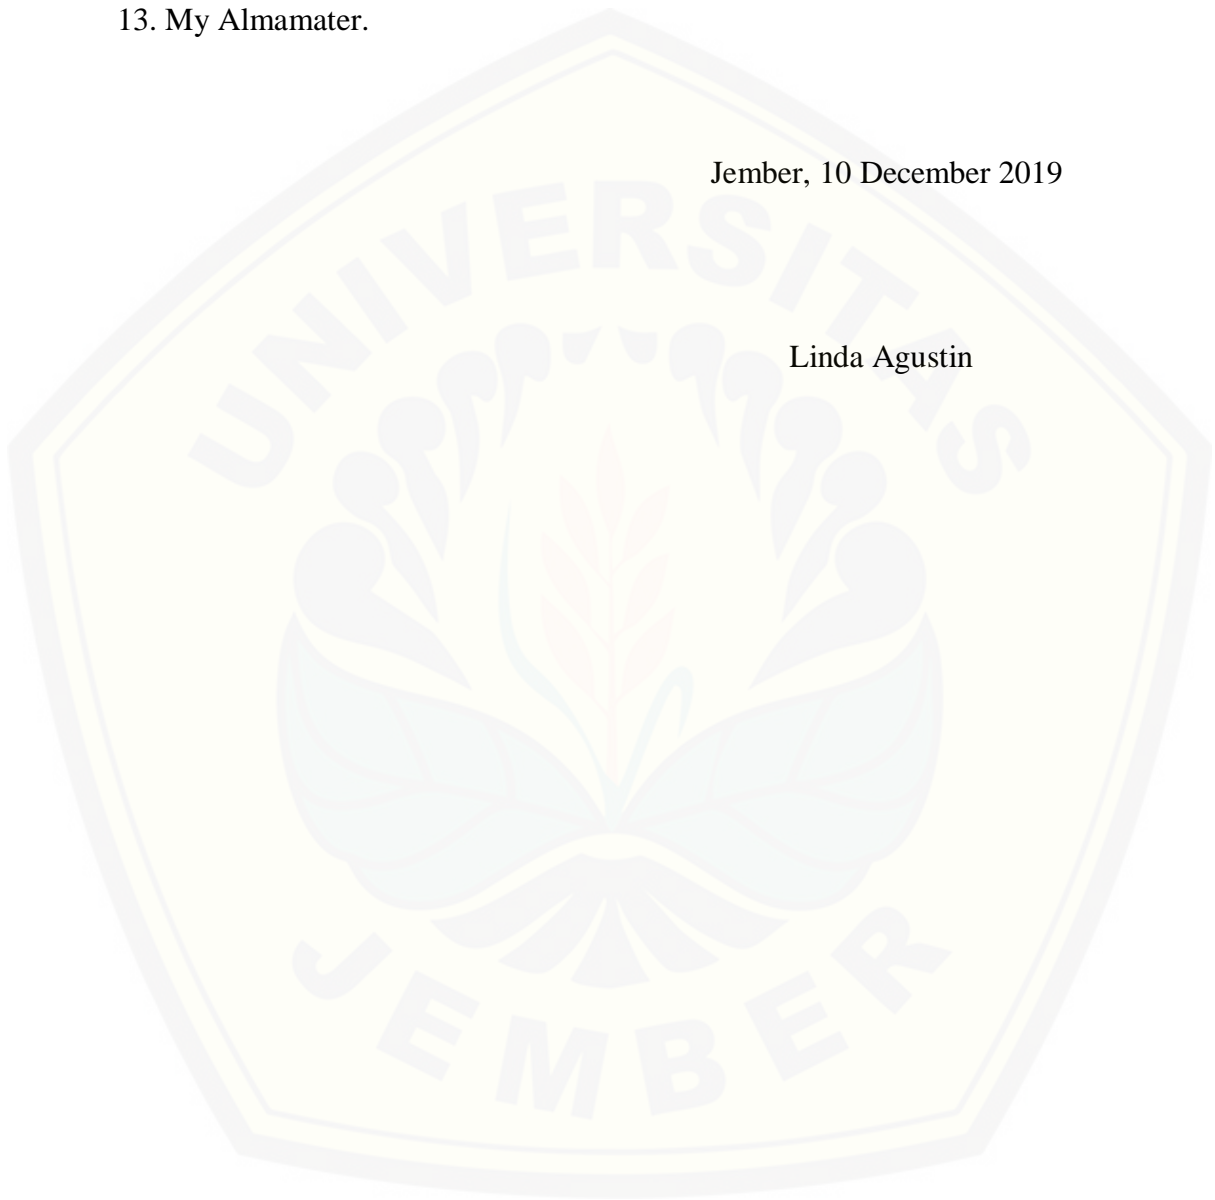 13. My Almamater.
Jember, 10 December 2019
Linda Agustin
UNIVERSITAS
JEMBER